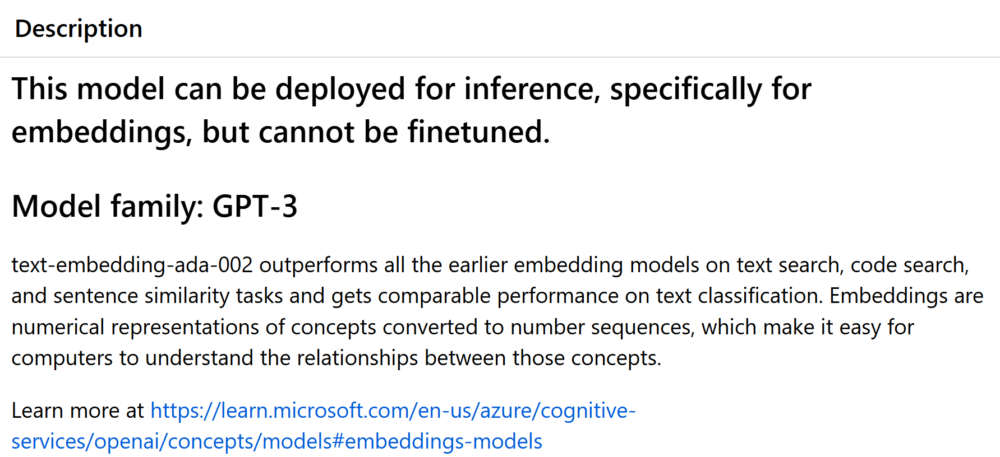 Description
This model can be deployed for inference, specifically for
embeddings, but cannot be finetuned.
Model family: GPT-3
text-embedding-ada-002 outperforms all the earlier embedding models on text search, code search,
and sentence similarity tasks and gets comparable performance on text classification. Embeddings are
numerical representations of concepts converted to number sequences, which make it easy for
computers to understand the relationships between those concepts.
Learn more at https://learn.microsoft.com/en-us/azure/cognitive-
services/openai/concepts/models#embeddings-models